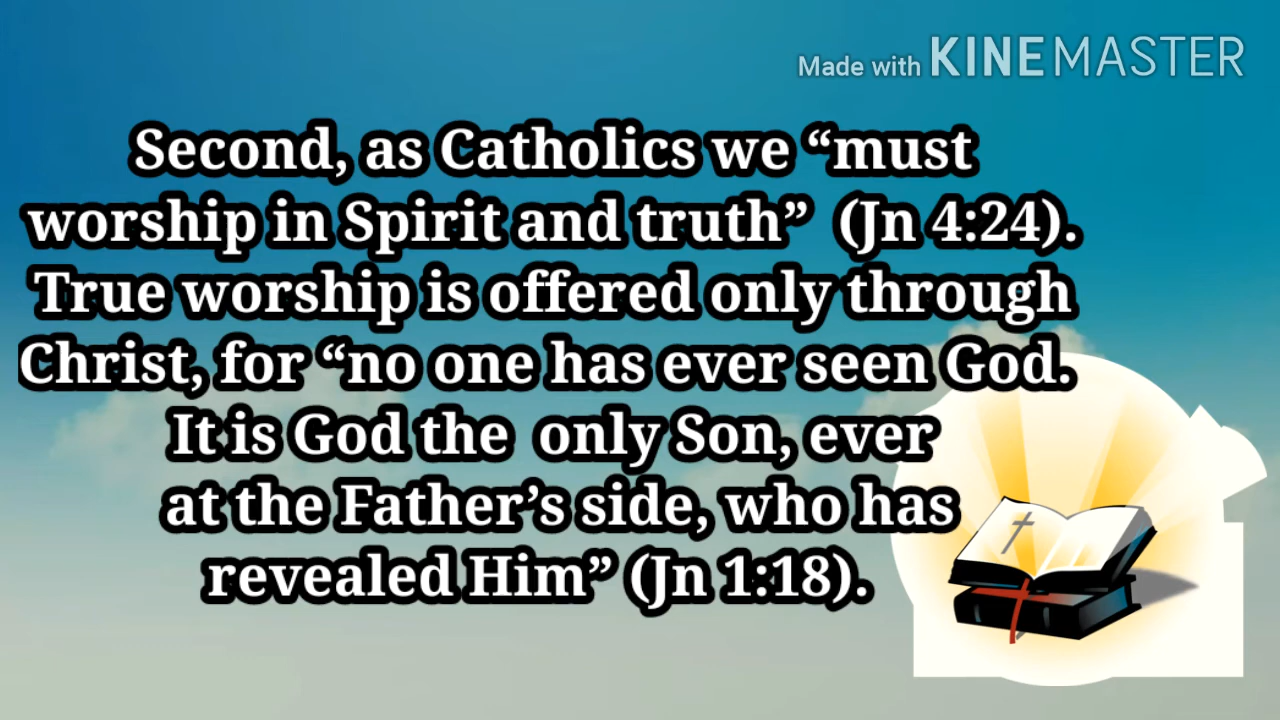 Made with KINEMASTER
Second, as Catholics we “must
worship in Spirit and truth” (Jn 4:24).
True worship is offered only through
Christ, for “no one has ever seen God.
It is God the only Son, ever
at the Father’s side, who has
revealed Him” (Jn 1:18).